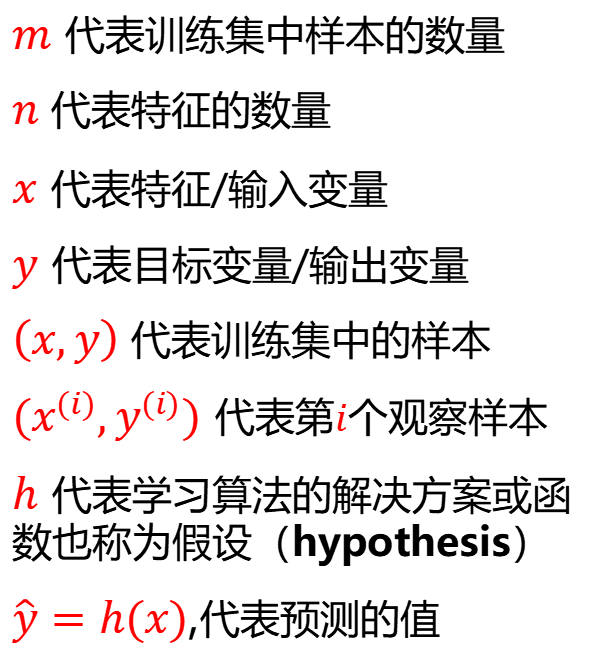 m 代表训练集中样本的数量
n 代表特征的数量
x 代表特征/输入变量
y 代表目标变量/输出变量
(x, y) 代表训练集中的样本
(x⁽ⁱ⁾, y⁽ⁱ⁾) 代表第i个观察样本
h 代表学习算法的解决方案或函
数也称为假设（hypothesis）
ŷ = h(x),代表预测的值